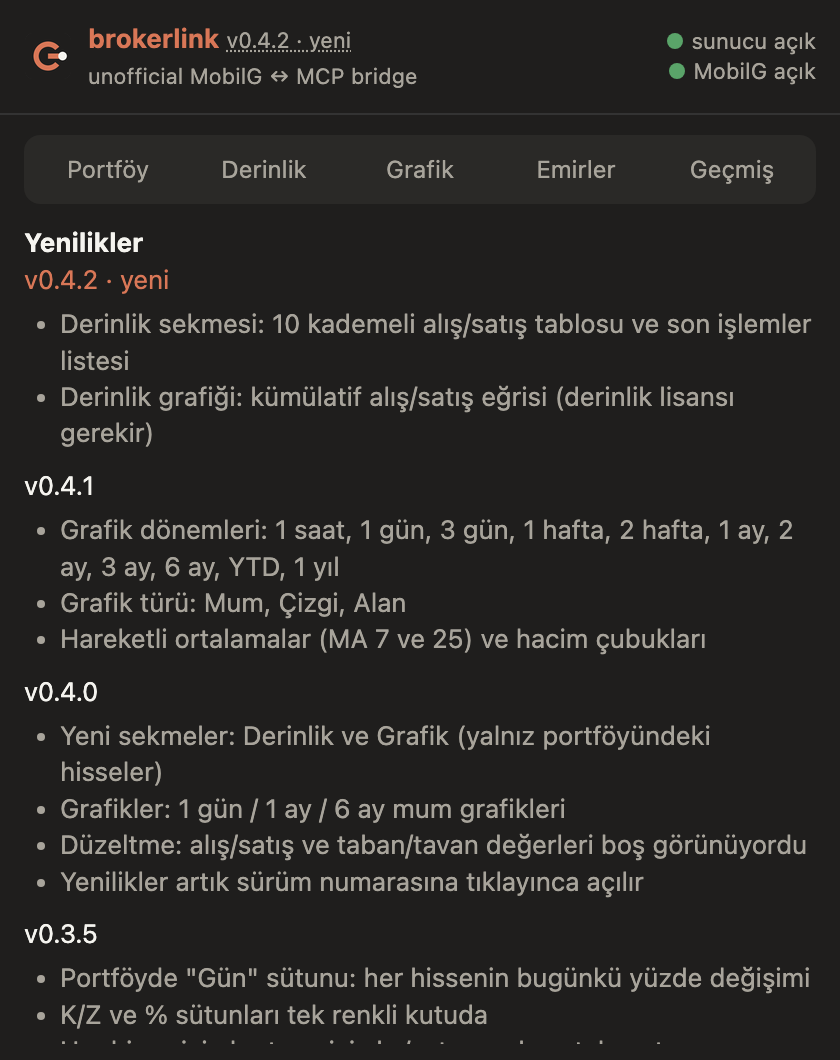 brokerlink v0.4.2 · yeni
unofficial MobilG ↔ MCP bridge
sunucu açık
MobilG açık
Portföy Derinlik Grafik Emirler Geçmiş
Yenilikler
v0.4.2 · yeni
• Derinlik sekmesi: 10 kademeli alış/satış tablosu ve son işlemler
listesi
• Derinlik grafiği: kümülatif alış/satış eğrisi (derinlik lisansı
gerekir)
v0.4.1
• Grafik dönemleri: 1 saat, 1 gün, 3 gün, 1 hafta, 2 hafta, 1 ay, 2
ay, 3 ay, 6 ay, YTD, 1 yıl
• Grafik türü: Mum, Çizgi, Alan
• Hareketli ortalamalar (MA 7 ve 25) ve hacim çubukları
v0.4.0
• Yeni sekmeler: Derinlik ve Grafik (yalnız portföyündeki
hisseler)
• Grafikler: 1 gün / 1 ay / 6 ay mum grafikleri
• Düzeltme: alış/satış ve taban/tavan değerleri boş görünüyordu
• Yenilikler artık sürüm numarasına tıklayınca açılır
v0.3.5
• Portföyde "Gün" sütunu: her hissenin bugünkü yüzde değişimi
• K/Z ve % sütunları tek renkli kutuda